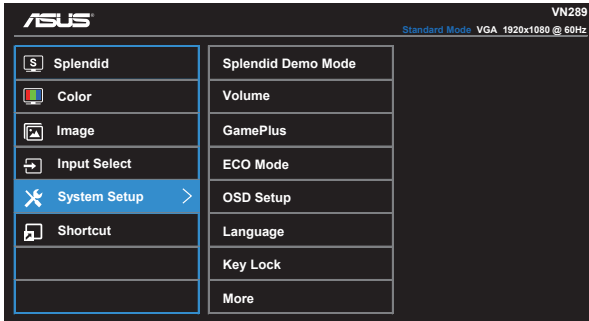 ASUS
VN289
Standard Mode VGA 1920x1080 @ 60Hz
S Splendid
Color
Image
Input Select
System Setup
Shortcut
Splendid Demo Mode
Volume
GamePlus
ECO Mode
OSD Setup
Language
Key Lock
More